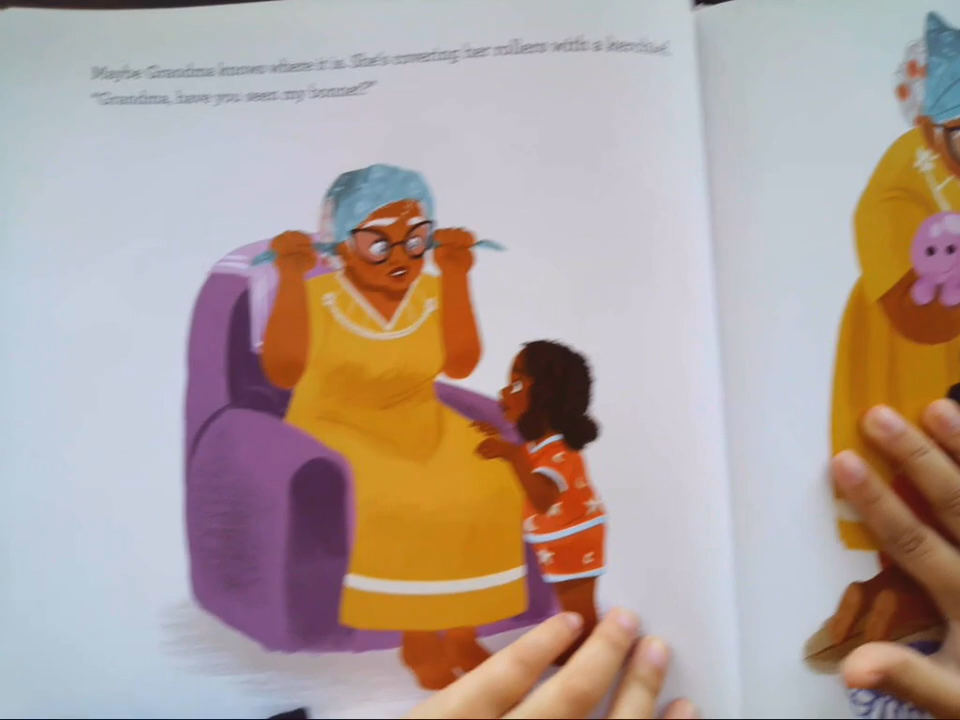 Maybe Grandma knows where it is. She's covering her rollers with a kerchief.
"Grandma, have you seen my bonnet?"